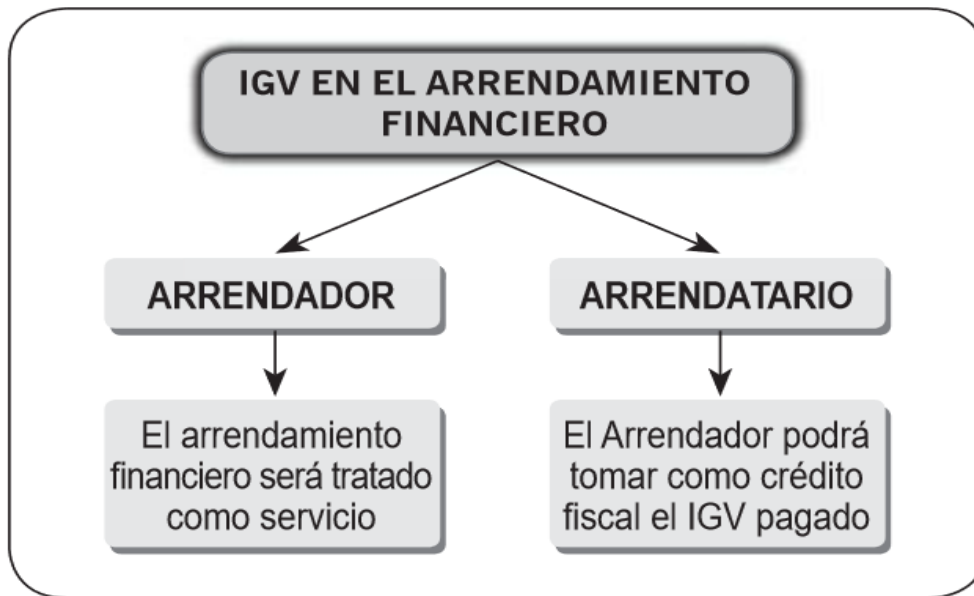 IGV EN EL ARRENDAMIENTO
FINANCIERO
ARRENDADOR
ARRENDATARIO
El arrendamiento
financiero será tratado
como servicio
El Arrendador podrá
tomar como crédito
fiscal el IGV pagado